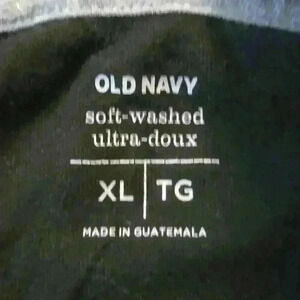 OLD NAVY
soft-washed
ultra-doux
XL | TG
MADE IN GUATEMALA